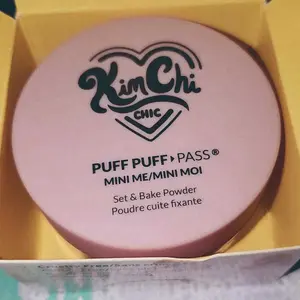 KimChi
CHIC
PUFF PUFF▸PASS®
MINI ME/MINI MOI
Set & Bake Powder
Poudre cuite fixante